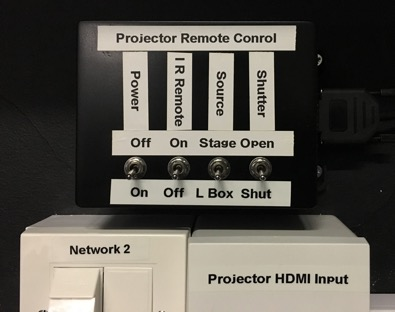 Projector Remote Conrol
Power
I R Remote
Source
Shutter
Off On Stage Open
On Off L Box Shut
Network 2
Projector HDMI Input